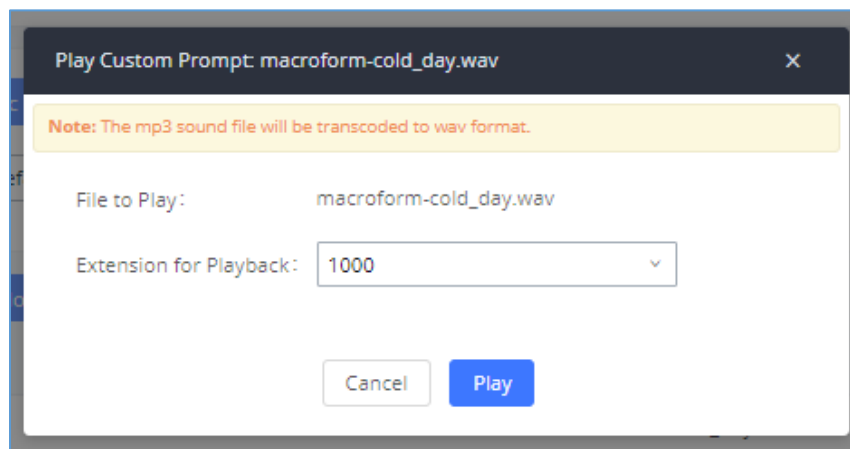 Play Custom Prompt: macroform-cold_day.wav
Note: The mp3 sound file will be transcoded to wav format.
File to Play: macroform-cold_day.wav
Extension for Playback: 1000
Cancel Play